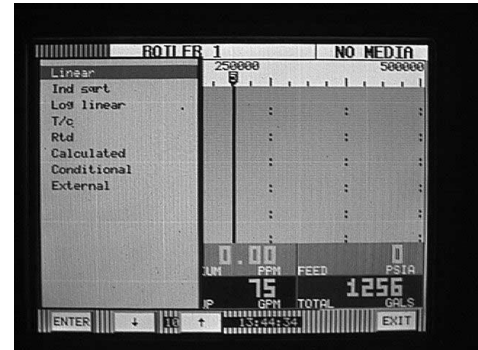 BOILER 1 NO MEDIA
Linear 250000 500000
Ind sqrt
Log linear
T/c
Rtd
Calculated
Conditional
External
0.00
PPM FEED PSIA
75 1256
GPM TOTAL GALS
ENTER ↓ 10 ↑ 13:44:34 EXIT